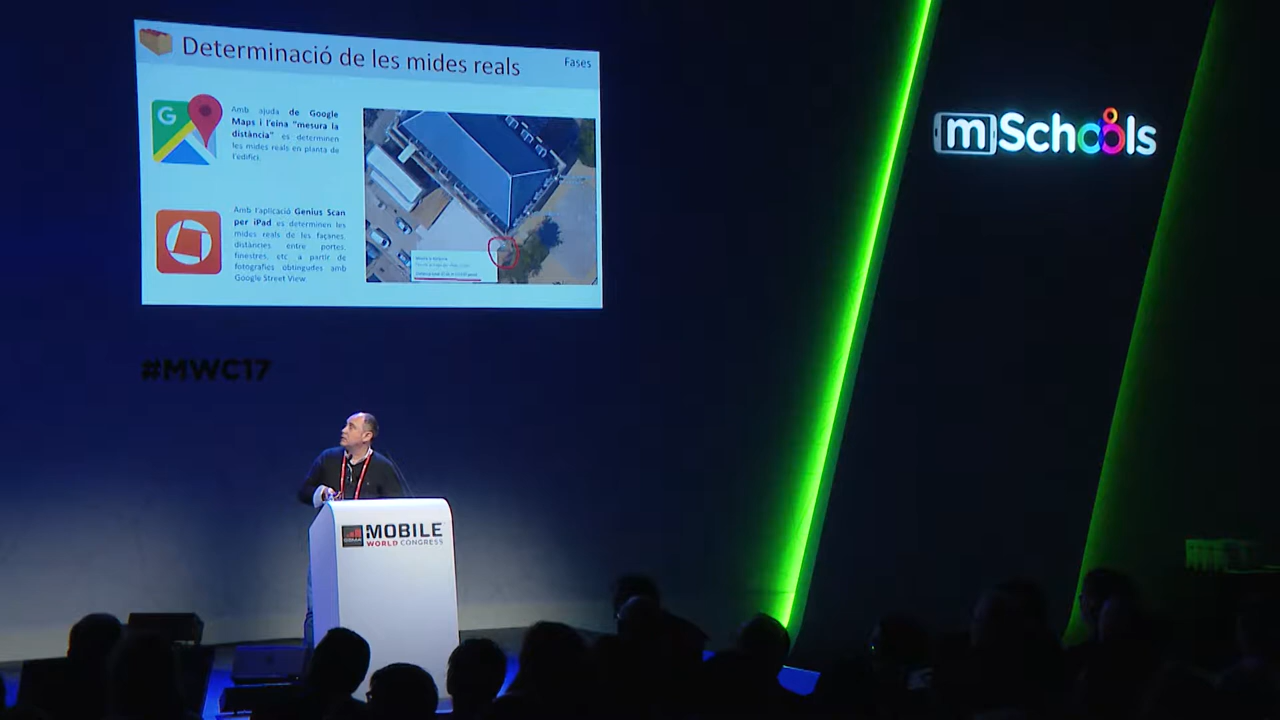 Determinació de les mides reals
Fases
Amb ajuda de Google
Maps i l'eina "mesura la
distància" es determinen
les mides reals en planta de
l'edifici.
Amb l'aplicació Genius Scan
per iPad es determinen les
mides reals de les façanes,
distàncies entre portes,
finestres, etc a partir de
fotografies obtingudes amb
Google Street View.
mSchools
#MWC17
MOBILE
WORLD CONGRESS